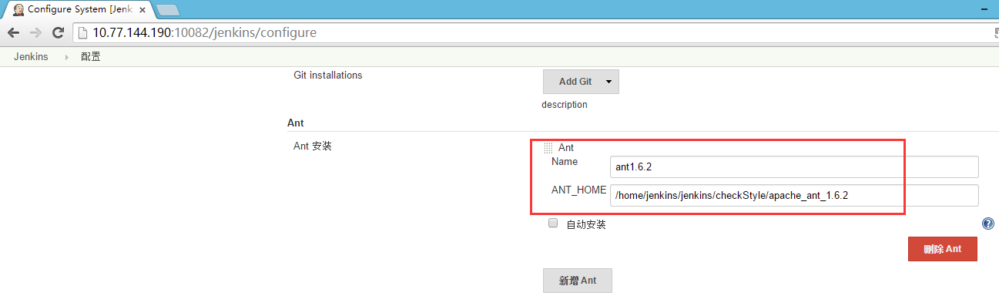 Configure System [Jenk
10.77.144.190:10082/jenkins/configure
Jenkins 配置
Git installations Add Git
description
Ant
Ant 安装 Ant
Name ant1.6.2
ANT_HOME /home/jenkins/jenkins/checkStyle/apache_ant_1.6.2
自动安装
删除 Ant
新增 Ant